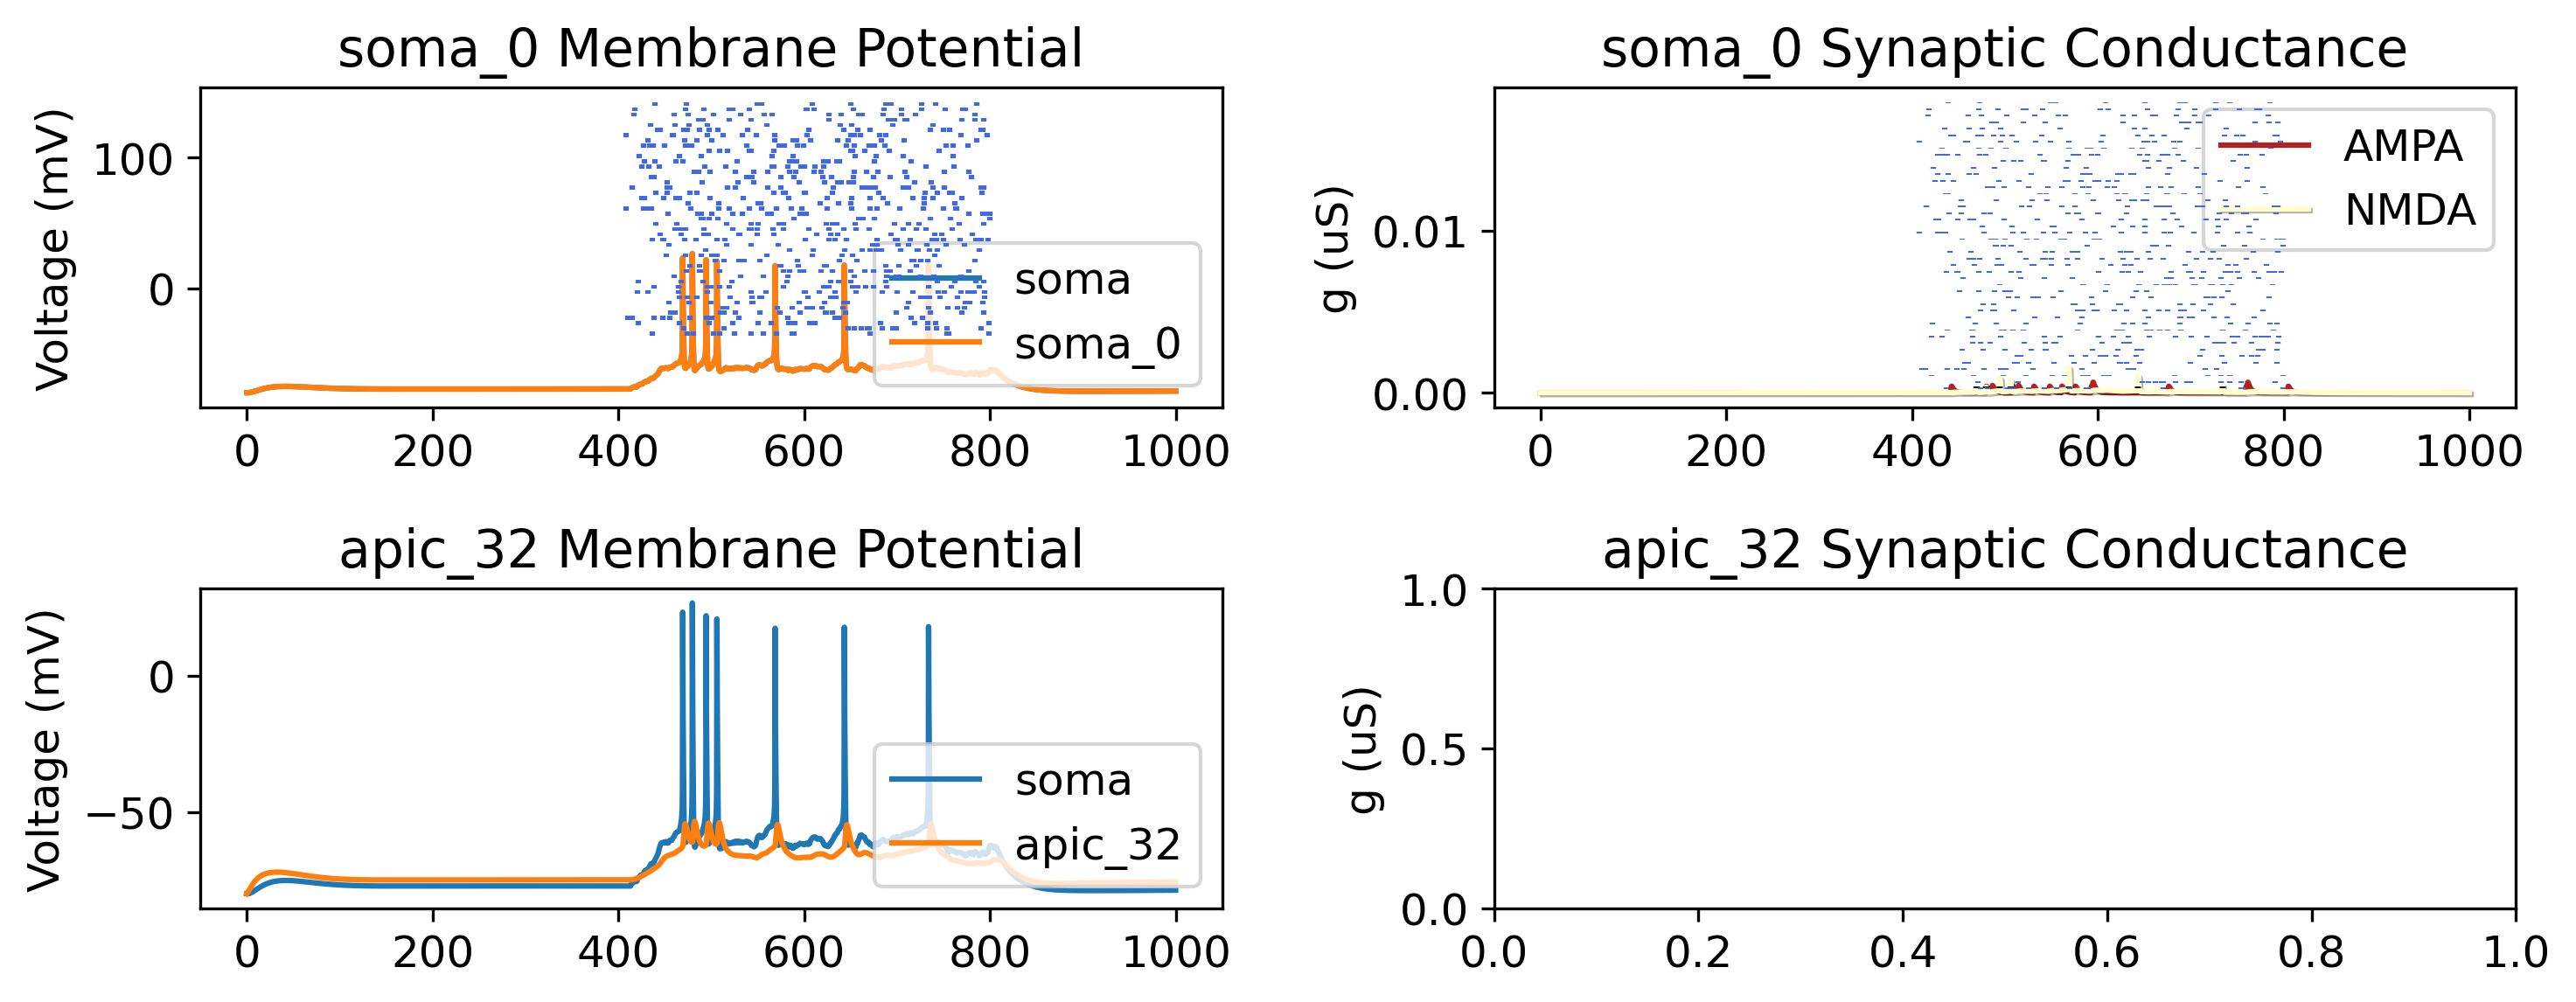 soma_0 Membrane Potential
Voltage (mV)
100
0
soma
soma_0
0 200 400 600 800 1000
soma_0 Synaptic Conductance
g (uS)
0.01
0.00
AMPA
NMDA
0 200 400 600 800 1000
apic_32 Membrane Potential
Voltage (mV)
0
−50
soma
apic_32
0 200 400 600 800 1000
apic_32 Synaptic Conductance
g (uS)
1.0
0.5
0.0
0.0 0.2 0.4 0.6 0.8 1.0